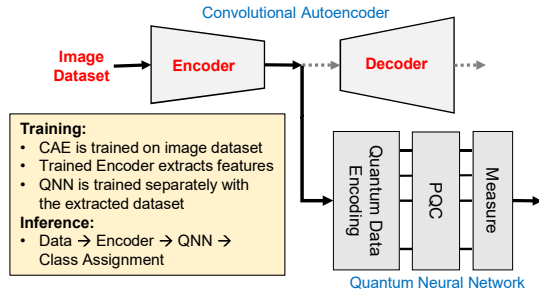 Convolutional Autoencoder
Image
Dataset
Encoder
Decoder
Training:
• CAE is trained on image dataset
• Trained Encoder extracts features
• QNN is trained separately with
the extracted dataset
Inference:
• Data → Encoder → QNN →
Class Assignment
Quantum Data
Encoding
PQC
Measure
Quantum Neural Network